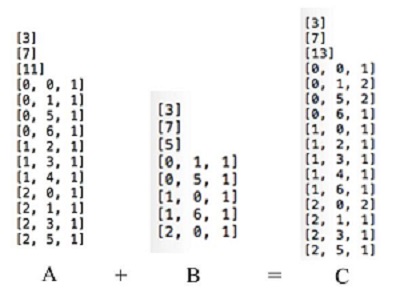 [3]
[7]
[11]
[0, 0, 1]
[0, 1, 1]
[0, 5, 1]
[0, 6, 1]
[1, 2, 1]
[1, 3, 1]
[1, 4, 1]
[2, 0, 1]
[2, 1, 1]
[2, 3, 1]
[2, 5, 1]
[3]
[7]
[5]
[0, 1, 1]
[0, 5, 1]
[1, 0, 1]
[1, 6, 1]
[2, 0, 1]
[3]
[7]
[13]
[0, 0, 1]
[0, 1, 2]
[0, 5, 2]
[0, 6, 1]
[1, 0, 1]
[1, 2, 1]
[1, 3, 1]
[1, 4, 1]
[1, 6, 1]
[2, 0, 2]
[2, 1, 1]
[2, 3, 1]
[2, 5, 1]
A + B = C